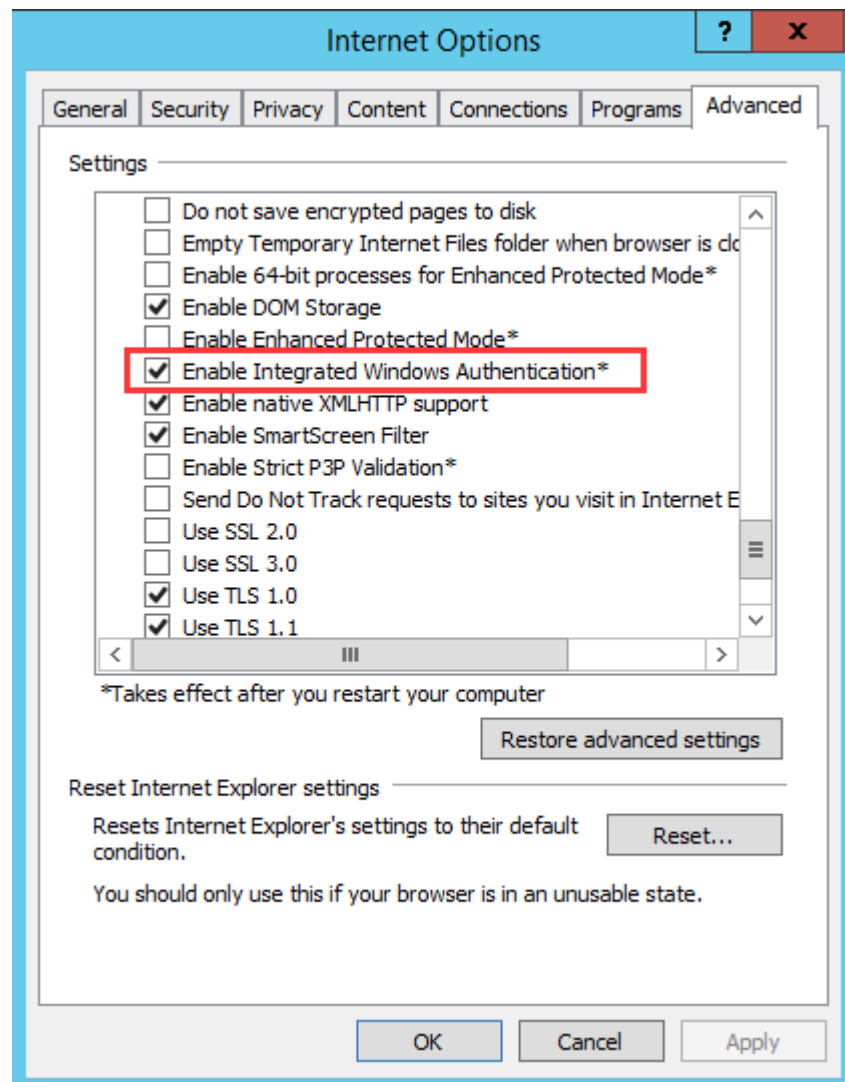 Internet Options
?
x
General Security Privacy Content Connections Programs Advanced
Settings
Do not save encrypted pages to disk
Empty Temporary Internet Files folder when browser is clo
Enable 64-bit processes for Enhanced Protected Mode*
Enable DOM Storage
Enable Enhanced Protected Mode*
Enable Integrated Windows Authentication*
Enable native XMLHTTP support
Enable SmartScreen Filter
Enable Strict P3P Validation*
Send Do Not Track requests to sites you visit in Internet E
Use SSL 2.0
Use SSL 3.0
Use TLS 1.0
Use TLS 1.1
*Takes effect after you restart your computer
Restore advanced settings
Reset Internet Explorer settings
Resets Internet Explorer's settings to their default
condition.
Reset...
You should only use this if your browser is in an unusable state.
OK Cancel Apply